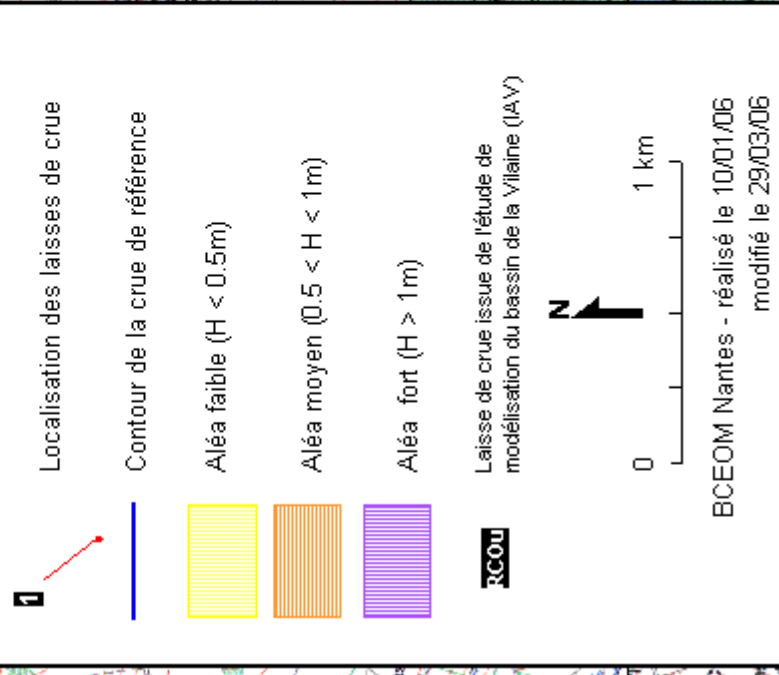 1 Localisation des laisses de crue
Contour de la crue de référence
Aléa faible (H < 0.5m)
Aléa moyen (0.5 < H < 1m)
Aléa fort (H > 1m)
RCOu Laisse de crue issue de l'étude de
modélisation du bassin de la Vilaine (IAV)
N
0 1 km
BCEOM Nantes - réalisé le 10/01/06
modifié le 29/03/06